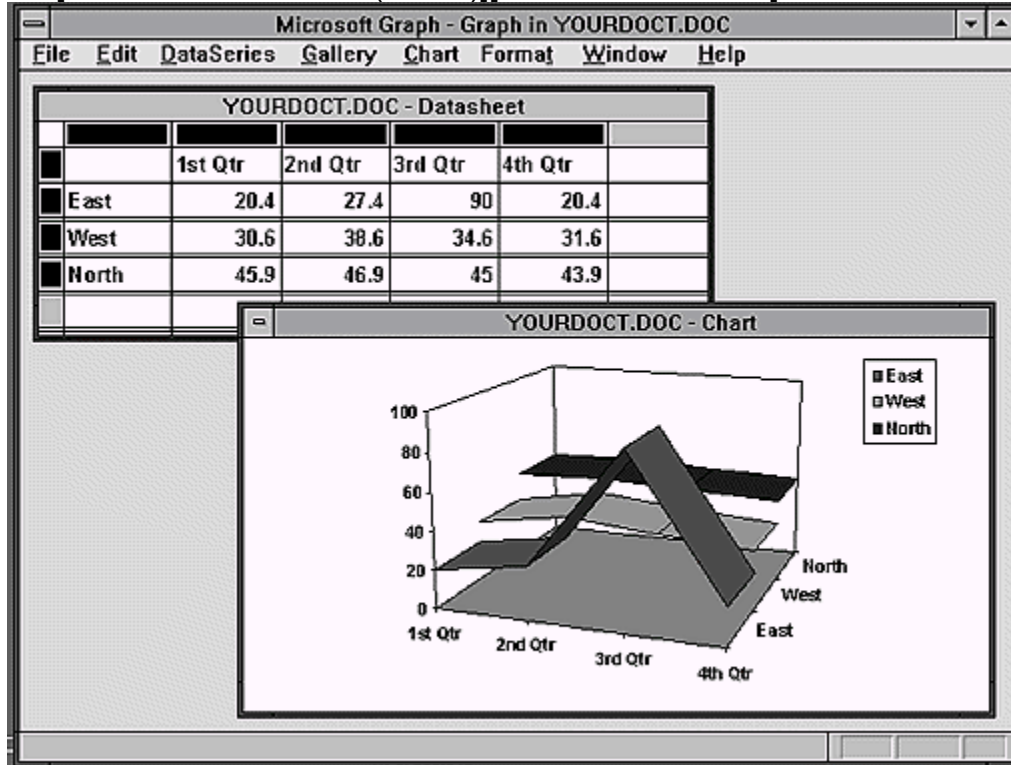 Microsoft Graph - Graph in YOURDOCT.DOC
File Edit DataSeries Gallery Chart Format Window Help
YOURDOCT.DOC - Datasheet
1st Qtr 2nd Qtr 3rd Qtr 4th Qtr
East 20.4 27.4 90 20.4
West 30.6 38.6 34.6 31.6
North 45.9 46.9 45 43.9
YOURDOCT.DOC - Chart
East
West
North
100
80
60
40
20
0
1st Qtr
2nd Qtr
3rd Qtr
4th Qtr
East
West
North